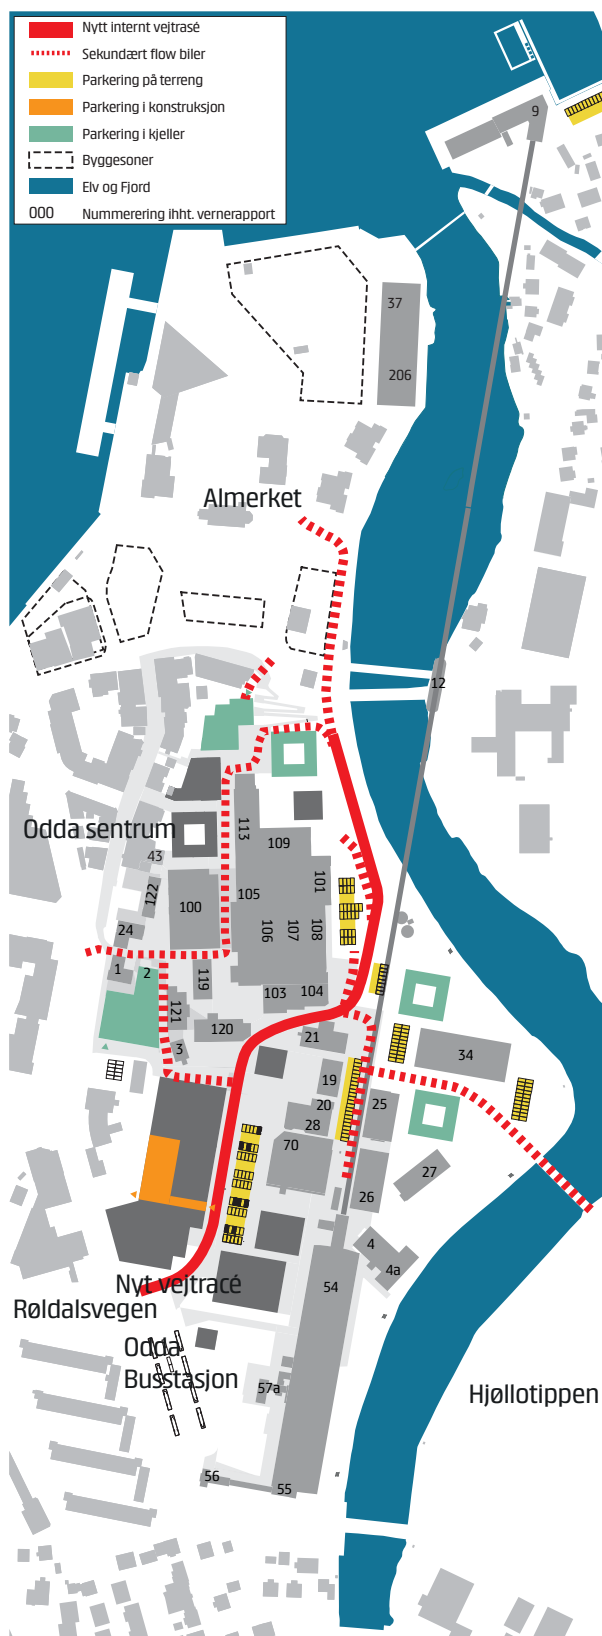 Nytt internt vejtrasé
Sekundært flow biler
Parkering på terreng
Parkering i konstruksjon
Parkering i kjeller
Byggesoner
Elv og Fjord
000 Nummerering ihht. vernerapport
9
37
206
Almerket
12
113
109
Odda sentrum
43
101
122
105
100
106
107
108
24
1
2
119
103
104
121
120
21
3
34
19
20
25
28
70
27
26
4
4a
54
Nyt vejtracé
Røldalsvegen
Odda
Busstasjon
57a
Hjøllotippen
56
55